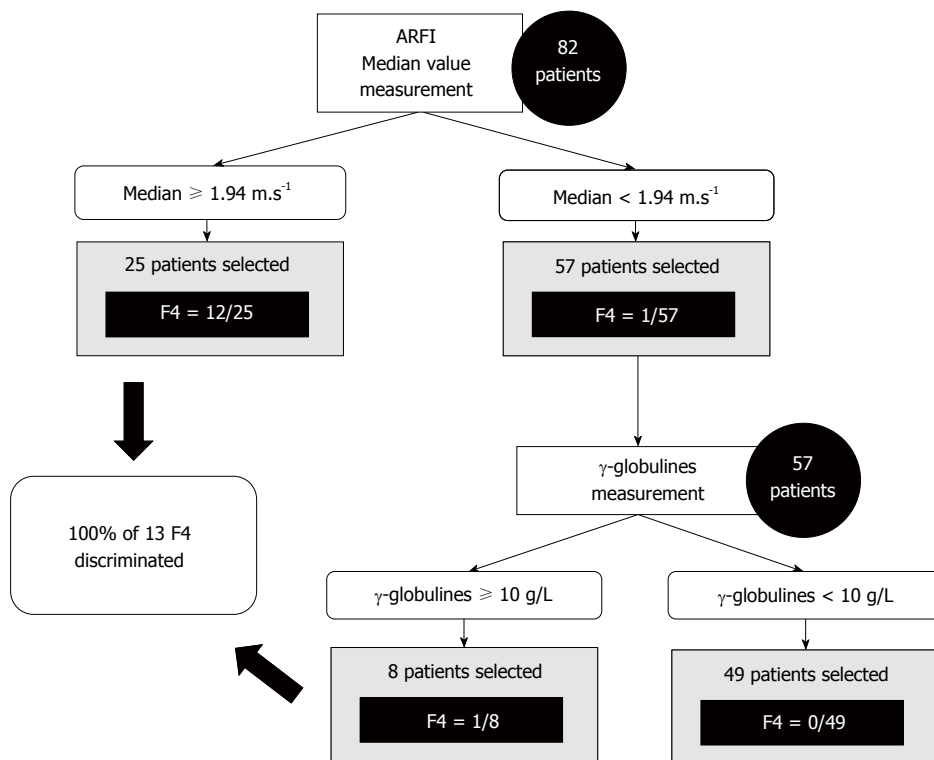 ARFI
Median value
measurement
82
patients
Median ⩾ 1.94 m.s⁻¹
Median < 1.94 m.s⁻¹
25 patients selected
F4 = 12/25
57 patients selected
F4 = 1/57
γ-globulines
measurement
57
patients
100% of 13 F4
discriminated
γ-globulines ⩾ 10 g/L
γ-globulines < 10 g/L
8 patients selected
F4 = 1/8
49 patients selected
F4 = 0/49